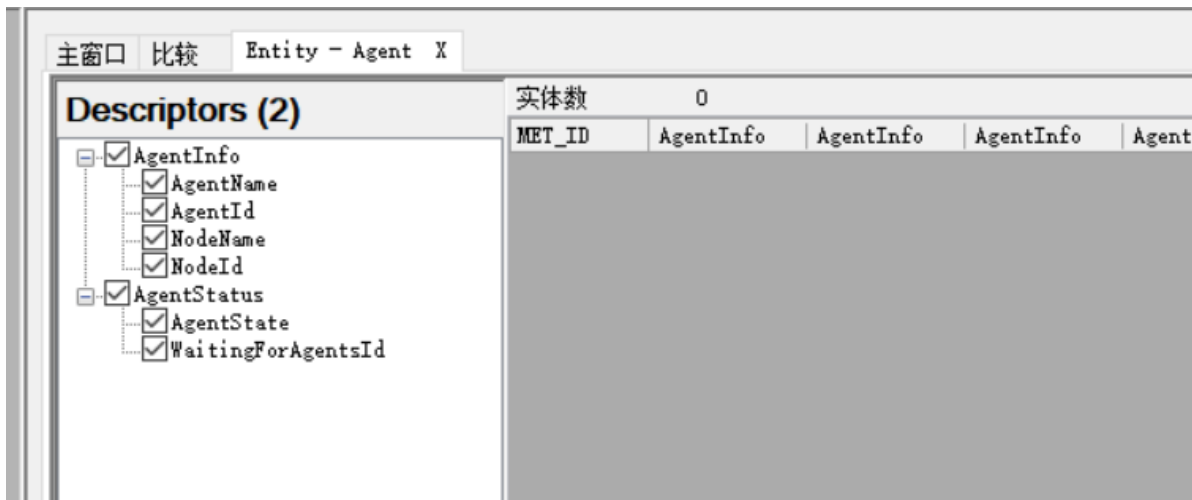 主窗口 比较 Entity - Agent X
Descriptors (2)
AgentInfo
AgentName
AgentId
NodeName
NodeId
AgentStatus
AgentState
WaitingForAgentsId
实体数 0
MET_ID AgentInfo AgentInfo AgentInfo Agent